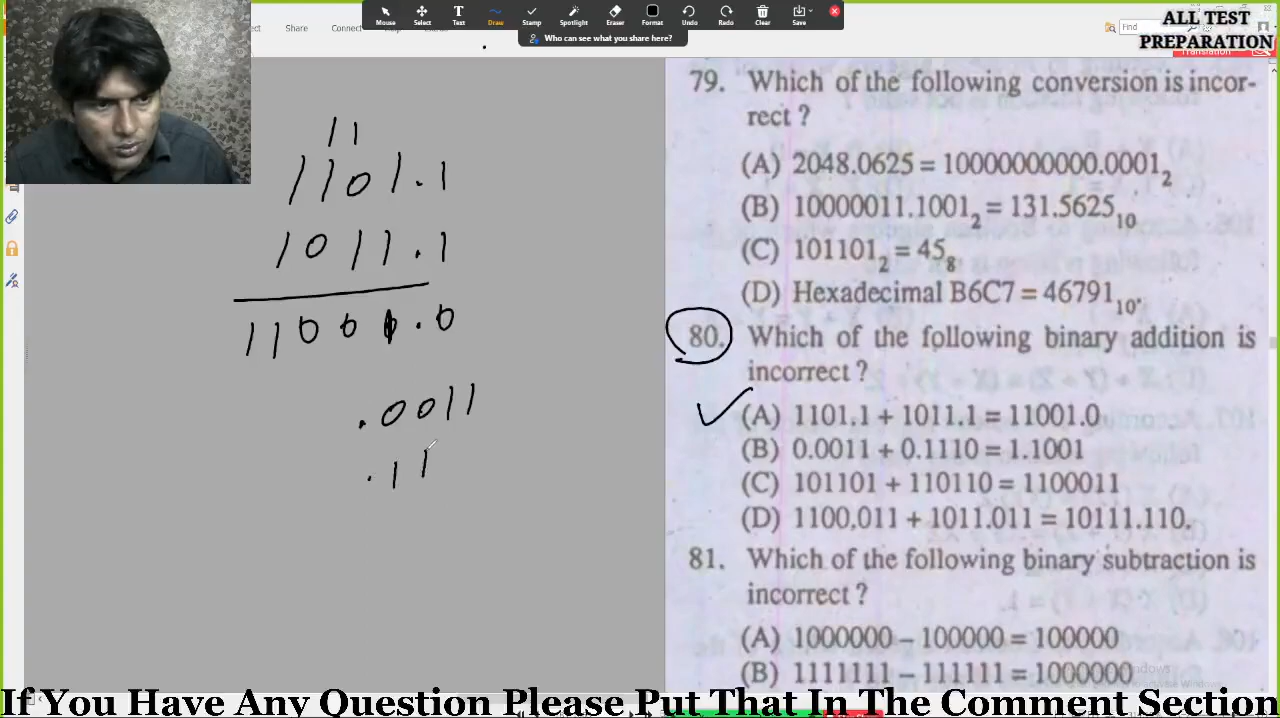 Mouse Select Text Draw Stamp Spotlight Eraser Format Undo Redo Clear Save
Who can see what you share here?
Share Connect
Find
ALL TEST
PREPARATION
11
1101.1
1011.1
11001.0
.0011
.11
79. Which of the following conversion is incor-
rect ?
(A) 2048.0625 = 10000000000.0001₂
(B) 10000011.1001₂ = 131.5625₁₀
(C) 101101₂ = 45₈
(D) Hexadecimal B6C7 = 46791₁₀.
80. Which of the following binary addition is
incorrect ?
(A) 1101.1 + 1011.1 = 11001.0
(B) 0.0011 + 0.1110 = 1.1001
(C) 101101 + 110110 = 1100011
(D) 1100.011 + 1011.011 = 10111.110.
81. Which of the following binary subtraction is
incorrect ?
(A) 1000000 – 100000 = 100000
(B) 1111111 – 111111 = 1000000
If You Have Any Question Please Put That In The Comment Section